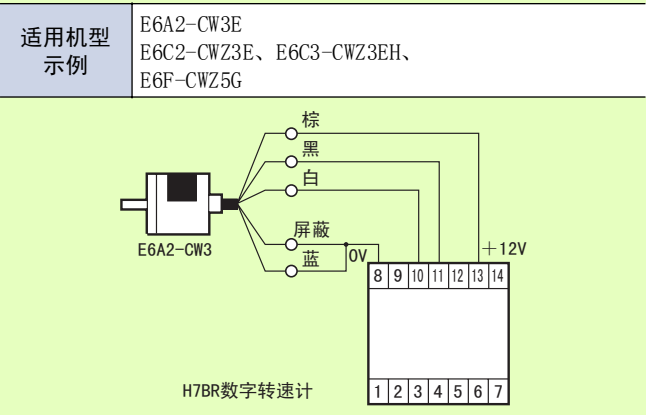 适用机型
示例
E6A2-CW3E
E6C2-CWZ3E、E6C3-CWZ3EH、
E6F-CWZ5G
棕
黑
白
屏蔽
蓝
0V
+12V
E6A2-CW3
8 9 10 11 12 13 14
H7BR数字转速计
1 2 3 4 5 6 7